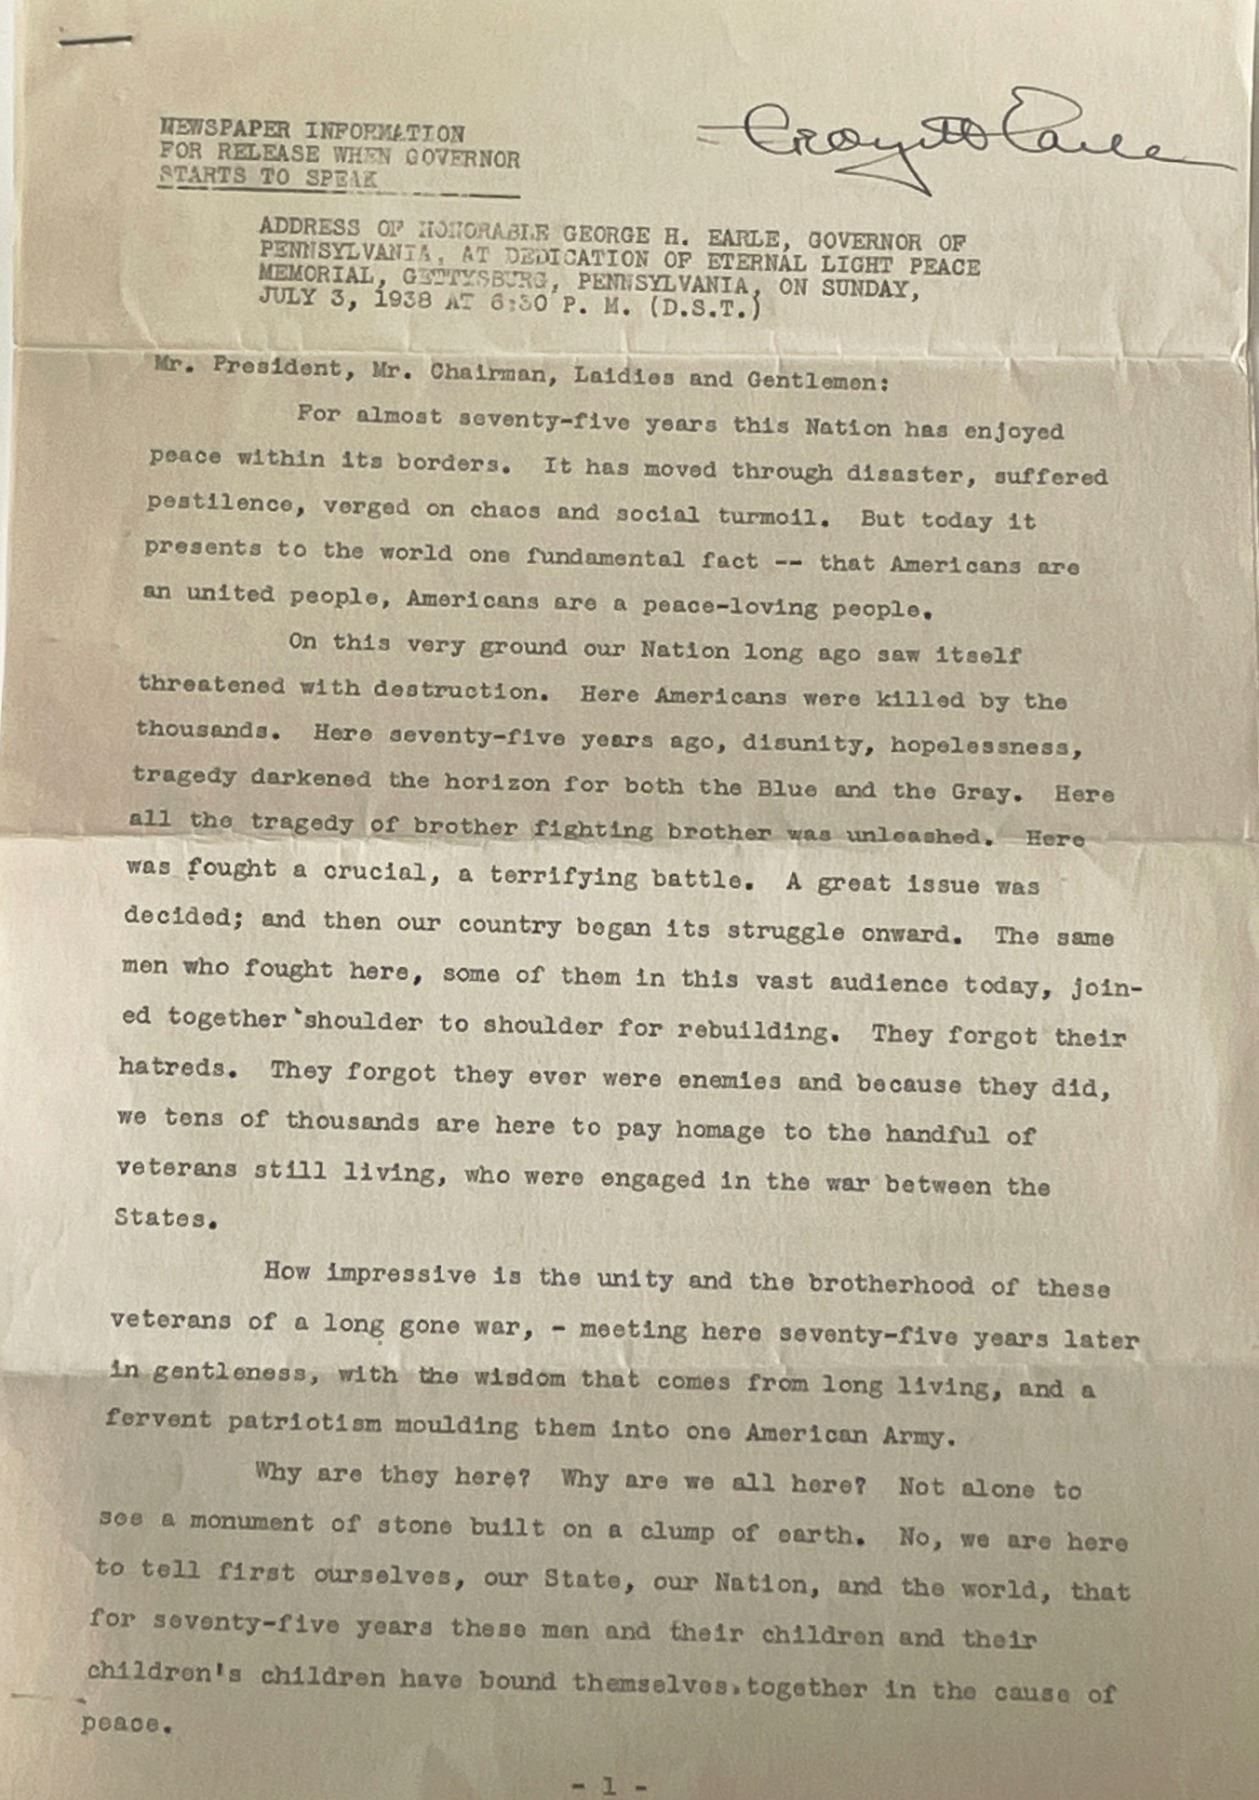 George H Earle
NEWSPAPER INFORMATION
FOR RELEASE WHEN GOVERNOR
STARTS TO SPEAK
ADDRESS OF HONORABLE GEORGE H. EARLE, GOVERNOR OF
PENNSYLVANIA, AT DEDICATION OF ETERNAL LIGHT PEACE
MEMORIAL, GETTYSBURG, PENNSYLVANIA, ON SUNDAY,
JULY 3, 1938 AT 6:30 P. M. (D.S.T.)
Mr. President, Mr. Chairman, Laidies and Gentlemen:
For almost seventy-five years this Nation has enjoyed
peace within its borders. It has moved through disaster, suffered
pestilence, verged on chaos and social turmoil. But today it
presents to the world one fundamental fact -- that Americans are
an united people, Americans are a peace-loving people.
On this very ground our Nation long ago saw itself
threatened with destruction. Here Americans were killed by the
thousands. Here seventy-five years ago, disunity, hopelessness,
tragedy darkened the horizon for both the Blue and the Gray. Here
all the tragedy of brother fighting brother was unleashed. Here
was fought a crucial, a terrifying battle. A great issue was
decided; and then our country began its struggle onward. The same
men who fought here, some of them in this vast audience today, join-
ed together shoulder to shoulder for rebuilding. They forgot their
hatreds. They forgot they ever were enemies and because they did,
we tens of thousands are here to pay homage to the handful of
veterans still living, who were engaged in the war between the
States.
How impressive is the unity and the brotherhood of these
veterans of a long gone war, - meeting here seventy-five years later
in gentleness, with the wisdom that comes from long living, and a
fervent patriotism moulding them into one American Army.
Why are they here? Why are we all here? Not alone to
see a monument of stone built on a clump of earth. No, we are here
to tell first ourselves, our State, our Nation, and the world, that
for seventy-five years these men and their children and their
children's children have bound themselves together in the cause of
peace.
- 1 -